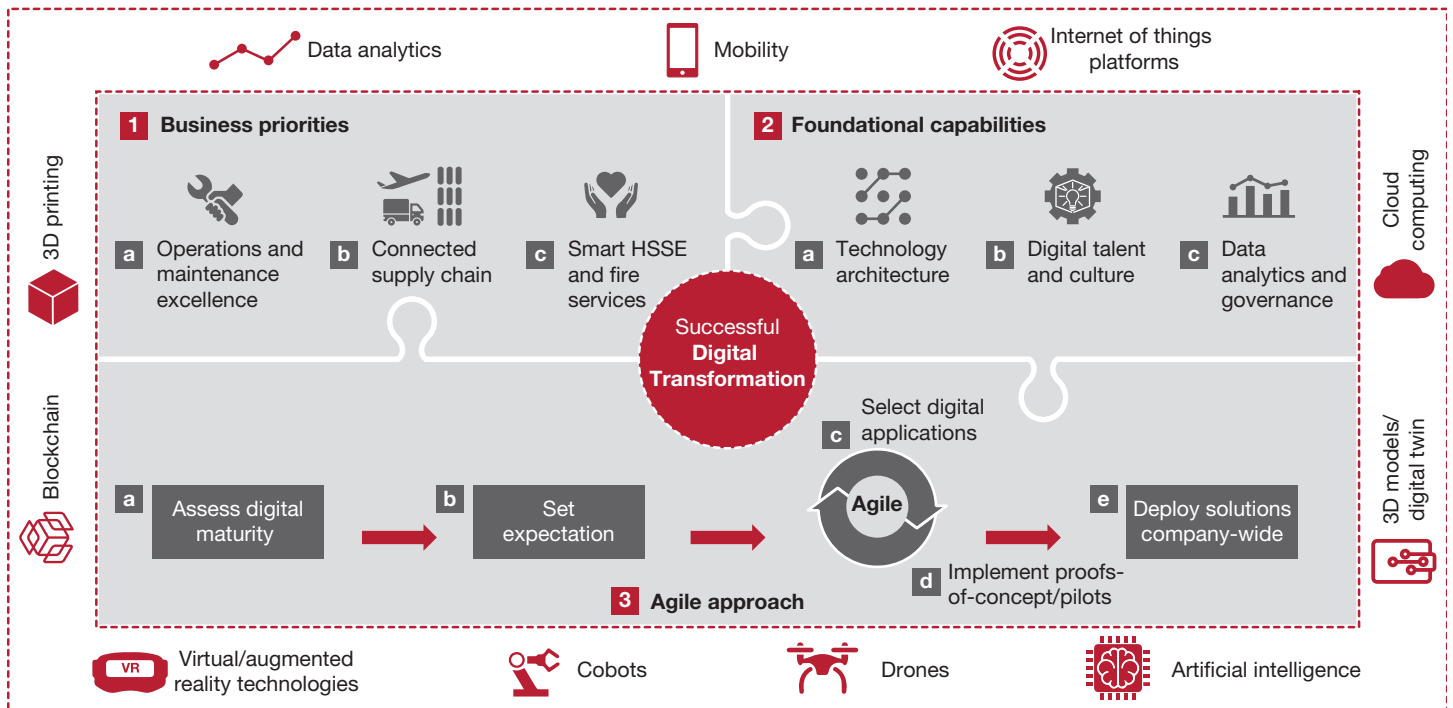 Data analytics
Mobility
Internet of things
platforms
3D printing
Blockchain
1 Business priorities
a Operations and
maintenance
excellence
b Connected
supply chain
c Smart HSSE
and fire
services
2 Foundational capabilities
a Technology
architecture
b Digital talent
and culture
c Data
analytics and
governance
Successful
Digital
Transformation
a Assess digital
maturity
b Set
expectation
c Select digital
applications
Agile
d Implement proofs-
of-concept/pilots
e Deploy solutions
company-wide
3 Agile approach
Cloud
computing
3D models/
digital twin
VR
Virtual/augmented
reality technologies
Cobots
Drones
Artificial intelligence